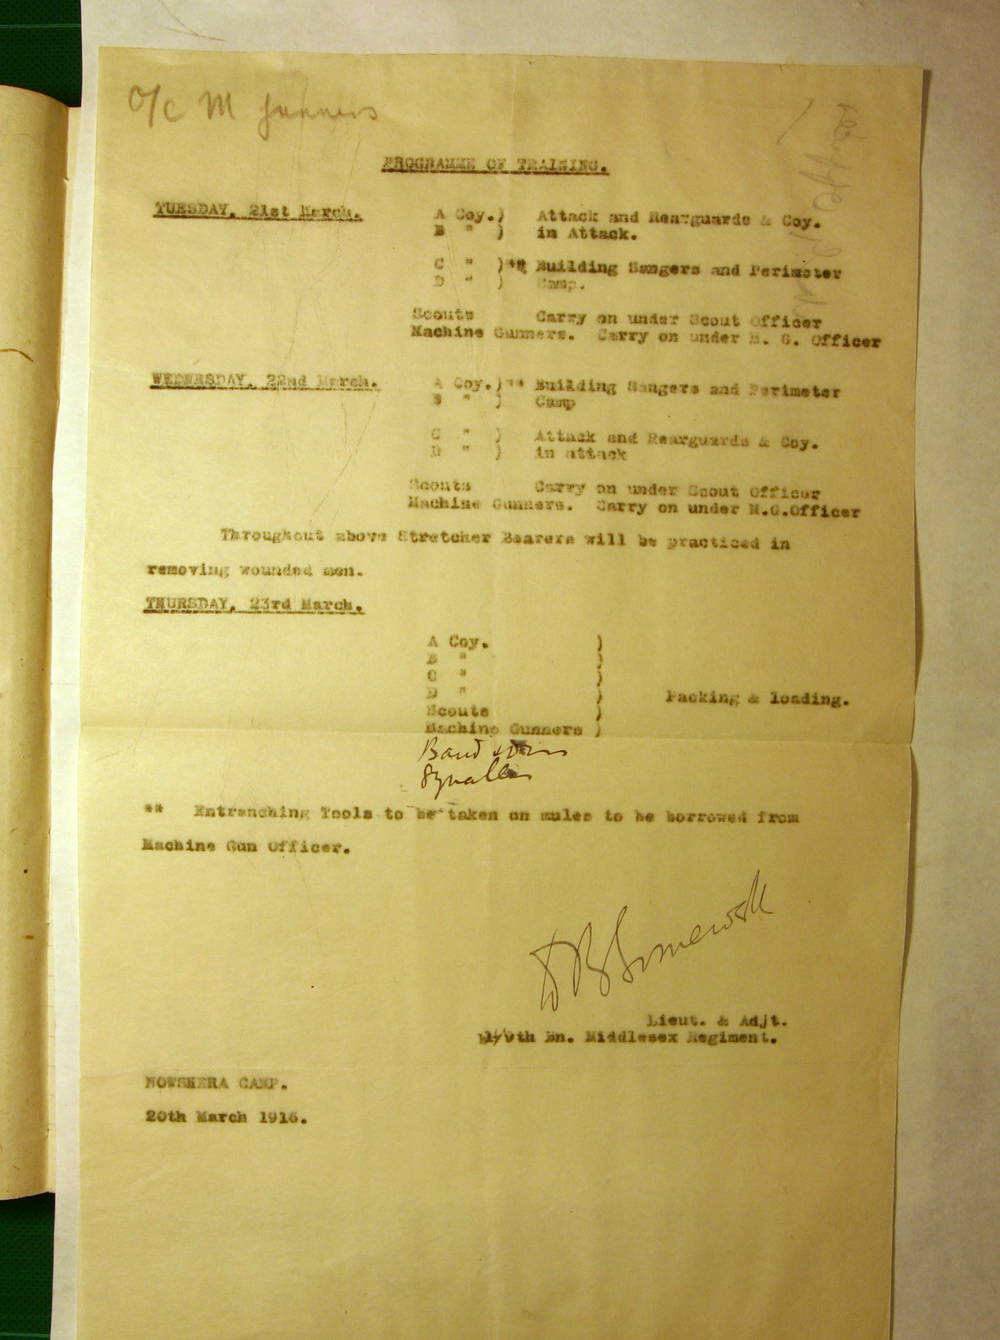 O/C M Gunners
PROGRAMME OF TRAINING.
TUESDAY, 21st March. A Coy.) Attack and Rearguards & Coy.
B " ) in Attack.
C " )** Building Sangers and Perimeter
D " ) Camp.
Scouts Carry on under Scout Officer
Machine Gunners. Carry on under M. G. Officer
WEDNESDAY, 22nd March. A Coy.)** Building Sangers and Perimeter
B " ) Camp
C " ) Attack and Rearguards & Coy.
D " ) in attack
Scouts Carry on under Scout Officer
Machine Gunners. Carry on under M.G.Officer
Throughout above Stretcher Bearers will be practiced in
removing wounded men.
THURSDAY, 23rd March.
A Coy. )
B " )
C " )
D " ) Packing & loading.
Scouts )
Machine Gunners )
Band
Signallers
** Entrenching Tools to be taken on mules to be borrowed from
Machine Gun Officer.
Lieut. & Adjt.
1/9th Bn. Middlesex Regiment.
NOWSHERA CAMP.
20th March 1916.